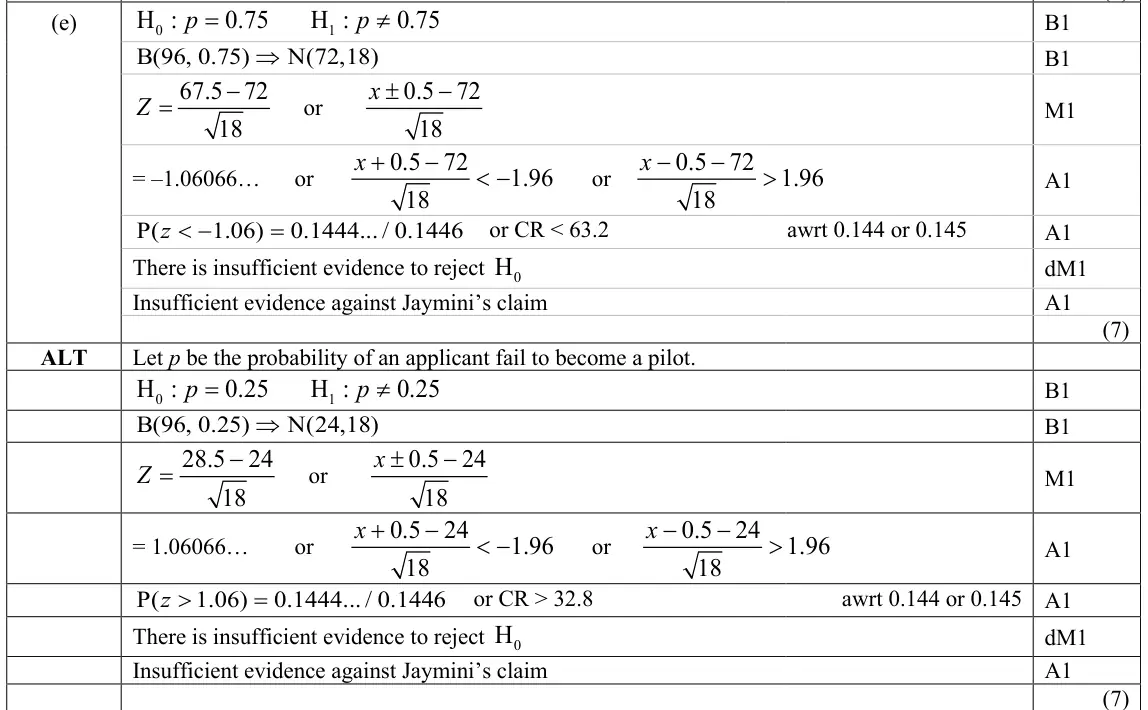 (e) H₀ : p = 0.75 H₁ : p ≠ 0.75 B1
B(96, 0.75) ⇒ N(72,18) B1
Z = (67.5 − 72)/√18 or (x ± 0.5 − 72)/√18 M1
= –1.06066… or (x + 0.5 − 72)/√18 < −1.96 or (x − 0.5 − 72)/√18 > 1.96 A1
P(z < −1.06) = 0.1444... / 0.1446 or CR < 63.2 awrt 0.144 or 0.145 A1
There is insufficient evidence to reject H₀ dM1
Insufficient evidence against Jaymini’s claim A1
(7)
ALT Let p be the probability of an applicant fail to become a pilot.
H₀ : p = 0.25 H₁ : p ≠ 0.25 B1
B(96, 0.25) ⇒ N(24,18) B1
Z = (28.5 − 24)/√18 or (x ± 0.5 − 24)/√18 M1
= 1.06066… or (x + 0.5 − 24)/√18 < −1.96 or (x − 0.5 − 24)/√18 > 1.96 A1
P(z > 1.06) = 0.1444... / 0.1446 or CR > 32.8 awrt 0.144 or 0.145 A1
There is insufficient evidence to reject H₀ dM1
Insufficient evidence against Jaymini’s claim A1
(7)